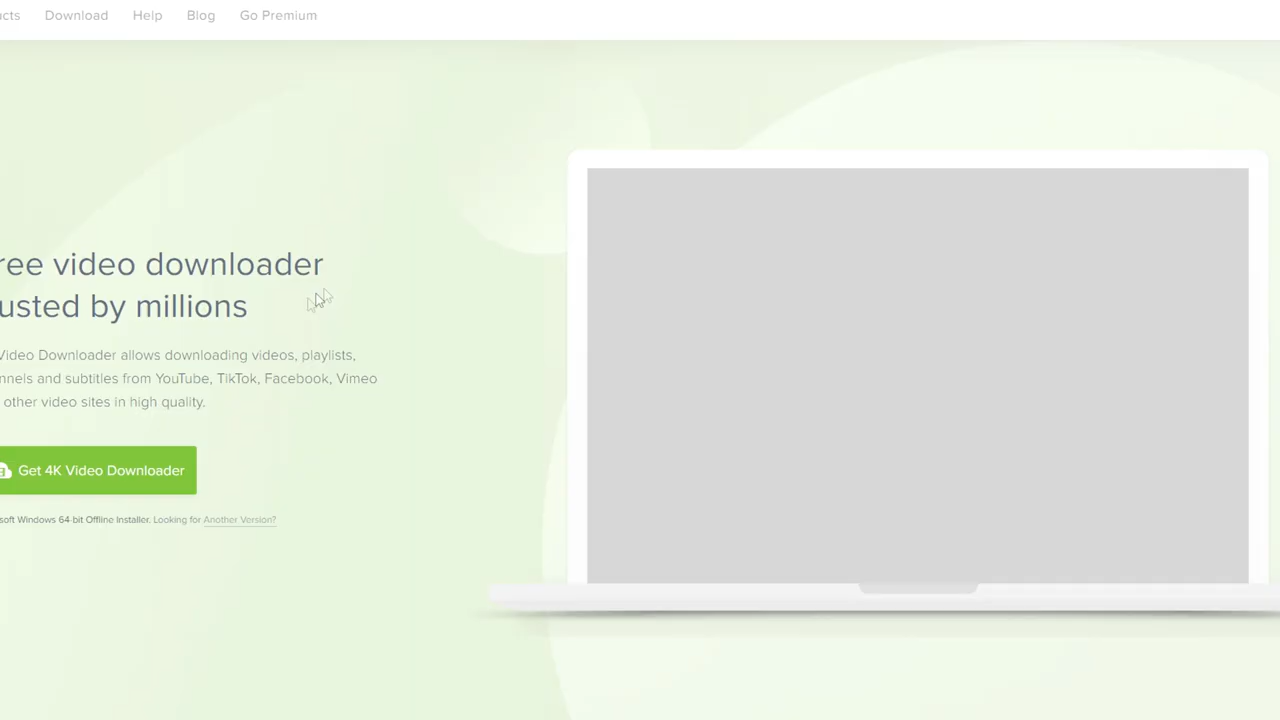 ucts Download Help Blog Go Premium
ree video downloader
usted by millions
Video Downloader allows downloading videos, playlists,
nnels and subtitles from YouTube, TikTok, Facebook, Vimeo
other video sites in high quality.
Get 4K Video Downloader
soft Windows 64-bit Offline Installer. Looking for Another Version?